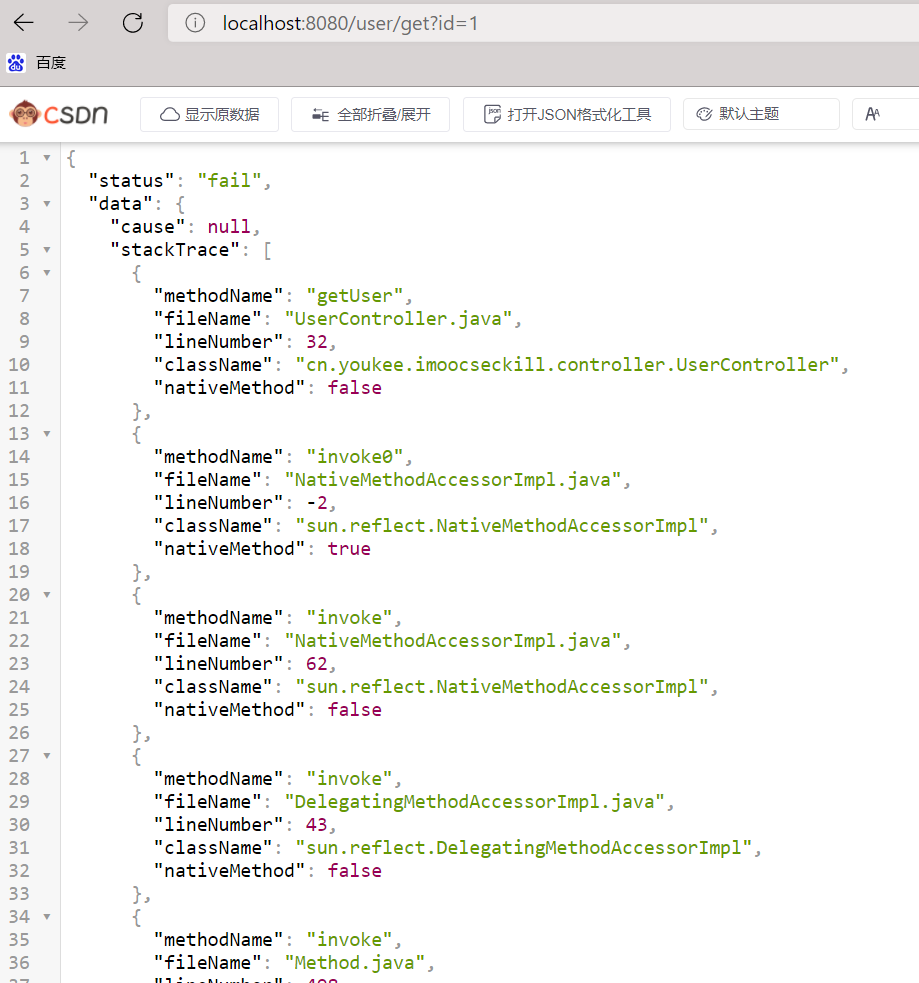 localhost:8080/user/get?id=1
百度
CSDN 显示原数据 全部折叠/展开 打开JSON格式化工具 默认主题 AA
1 {
2 "status": "fail",
3 "data": {
4 "cause": null,
5 "stackTrace": [
6 {
7 "methodName": "getUser",
8 "fileName": "UserController.java",
9 "lineNumber": 32,
10 "className": "cn.youkee.imoocseckill.controller.UserController",
11 "nativeMethod": false
12 },
13 {
14 "methodName": "invoke0",
15 "fileName": "NativeMethodAccessorImpl.java",
16 "lineNumber": -2,
17 "className": "sun.reflect.NativeMethodAccessorImpl",
18 "nativeMethod": true
19 },
20 {
21 "methodName": "invoke",
22 "fileName": "NativeMethodAccessorImpl.java",
23 "lineNumber": 62,
24 "className": "sun.reflect.NativeMethodAccessorImpl",
25 "nativeMethod": false
26 },
27 {
28 "methodName": "invoke",
29 "fileName": "DelegatingMethodAccessorImpl.java",
30 "lineNumber": 43,
31 "className": "sun.reflect.DelegatingMethodAccessorImpl",
32 "nativeMethod": false
33 },
34 {
35 "methodName": "invoke",
36 "fileName": "Method.java",
37 "lineNumber": 498